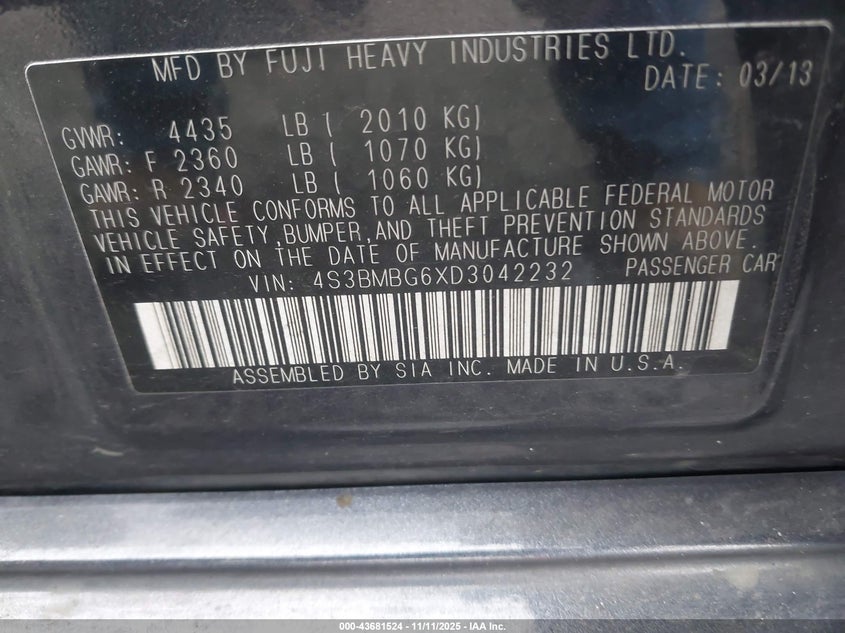 MFD BY FUJI HEAVY INDUSTRIES LTD.
DATE: 03/13
GVWR: 4435 LB ( 2010 KG)
GAWR: F 2360 LB ( 1070 KG)
GAWR: R 2340 LB ( 1060 KG)
THIS VEHICLE CONFORMS TO ALL APPLICABLE FEDERAL MOTOR
VEHICLE SAFETY,BUMPER,AND THEFT PREVENTION STANDARDS
IN EFFECT ON THE DATE OF MANUFACTURE SHOWN ABOVE.
VIN: 4S3BMBG6XD3042232 PASSENGER CAR
ASSEMBLED BY SIA INC. MADE IN U.S.A.
000-43681524 - 11/11/2025 - IAA Inc.